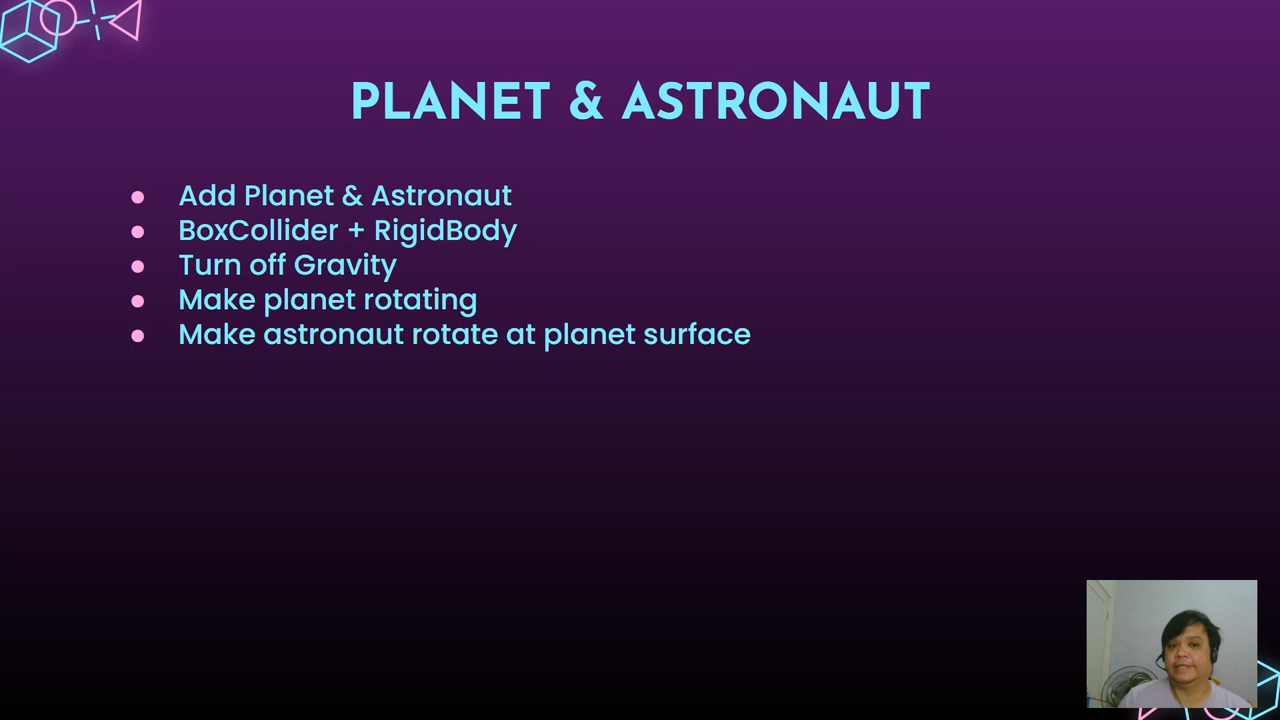 PLANET & ASTRONAUT
● Add Planet & Astronaut
● BoxCollider + RigidBody
● Turn off Gravity
● Make planet rotating
● Make astronaut rotate at planet surface